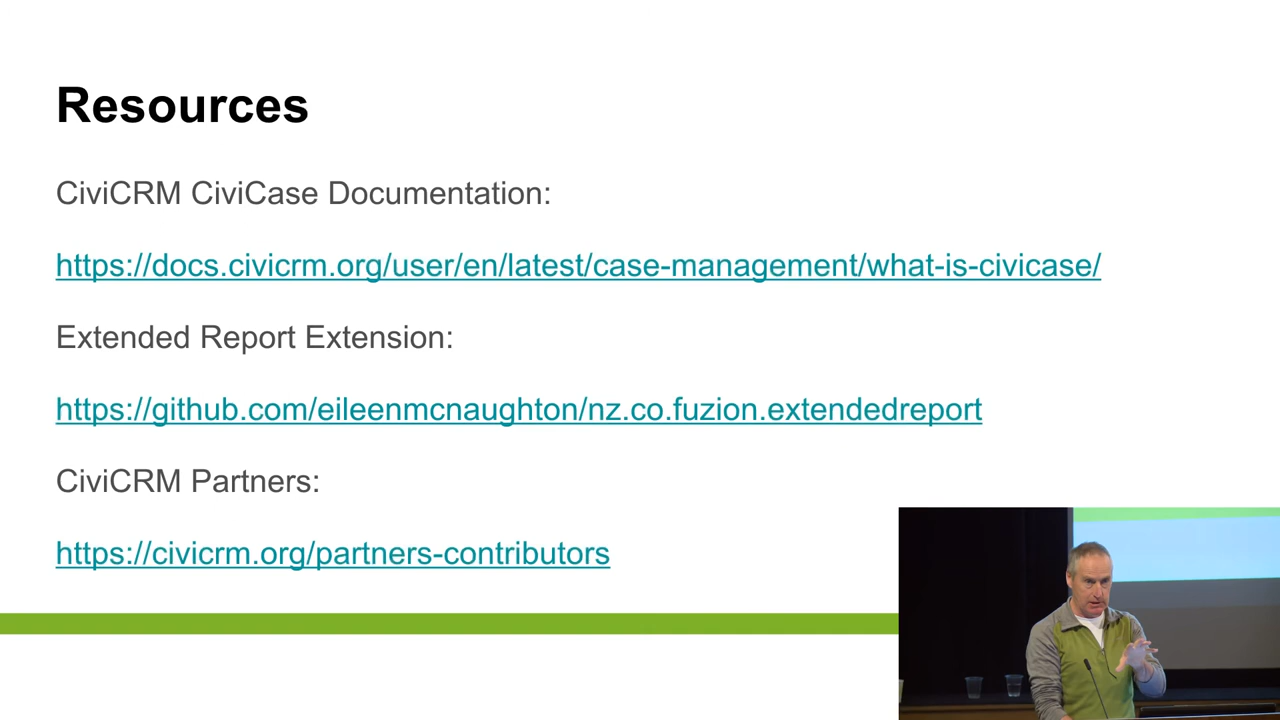 Resources
CiviCRM CiviCase Documentation:
https://docs.civicrm.org/user/en/latest/case-management/what-is-civicase/
Extended Report Extension:
https://github.com/eileenmcnaughton/nz.co.fuzion.extendedreport
CiviCRM Partners:
https://civicrm.org/partners-contributors